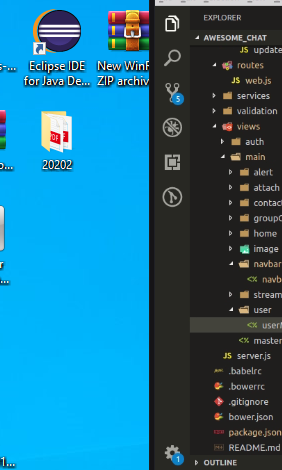 Eclipse IDE
for Java De...
New WinR
ZIP archiv
20202
EXPLORER
AWESOME_CHAT
update
routes
JS web.js
services
validation
5
views
auth
main
alert
attach
contac
groupC
home
image
navbar
<% navb
stream
user
<% userM
<% master
JS server.js
.babelrc
.bowerrc
.gitignore
bower.json
package.json
README.md
1
OUTLINE